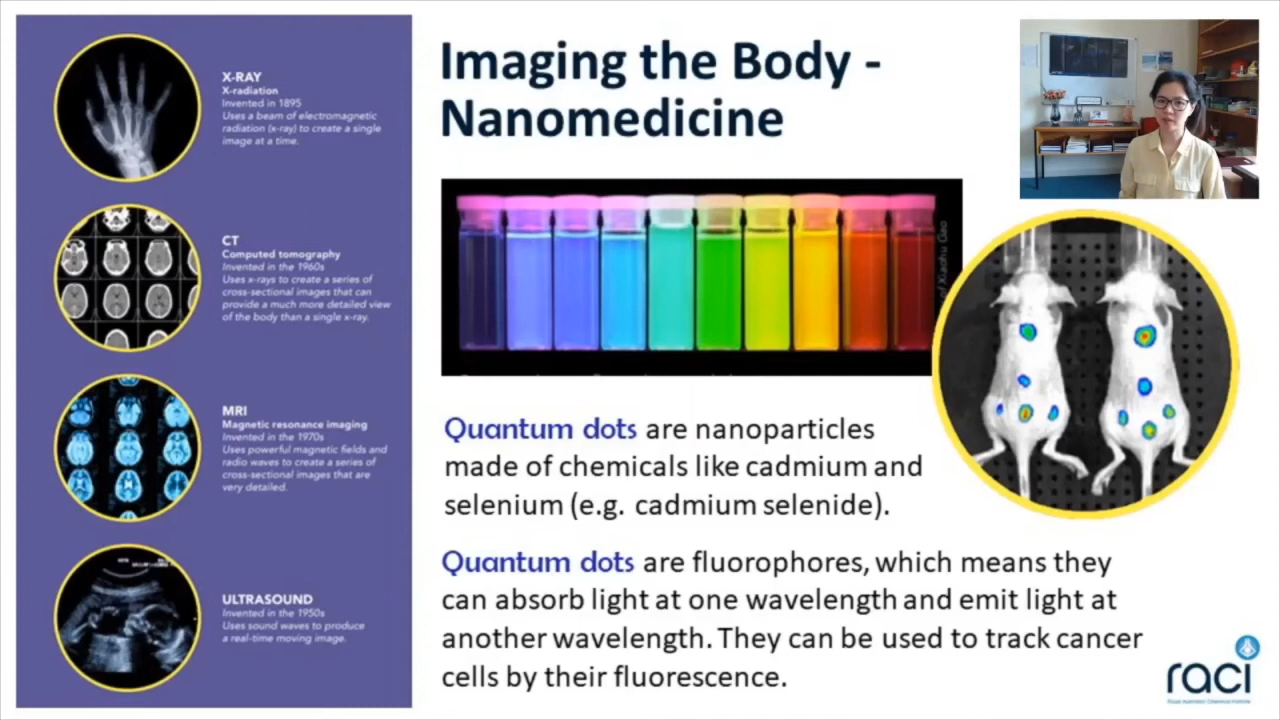 Imaging the Body -
Nanomedicine
X-RAY
X-radiation
Invented in 1895
Uses a beam of electromagnetic
radiation (x-ray) to create a single
image at a time.
CT
Computed tomography
Invented in the 1960s
Uses x-rays to create a series of
cross-sectional images that can
provide a much more detailed view
of the body than a single x-ray.
MRI
Magnetic resonance imaging
Invented in the 1970s
Uses powerful magnetic fields and
radio waves to create a series of
cross-sectional images that are
very detailed.
ULTRASOUND
Invented in the 1950s
Uses sound waves to produce
a real-time moving image.
of Xiaohu Gao
Quantum dots are nanoparticles
made of chemicals like cadmium and
selenium (e.g. cadmium selenide).
Quantum dots are fluorophores, which means they
can absorb light at one wavelength and emit light at
another wavelength. They can be used to track cancer
cells by their fluorescence.
raci
Royal Australian Chemical Institute